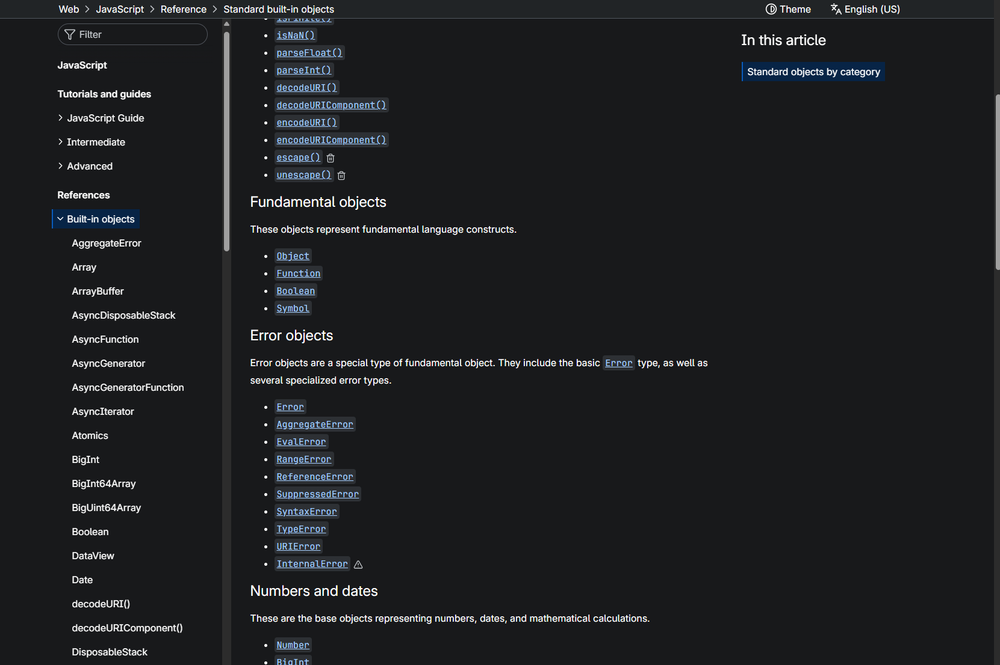 Web > JavaScript > Reference > Standard built-in objects
Theme
English (US)
Filter
JavaScript
Tutorials and guides
JavaScript Guide
Intermediate
Advanced
References
Built-in objects
AggregateError
Array
ArrayBuffer
AsyncDisposableStack
AsyncFunction
AsyncGenerator
AsyncGeneratorFunction
AsyncIterator
Atomics
BigInt
BigInt64Array
BigUint64Array
Boolean
DataView
Date
decodeURI()
decodeURIComponent()
DisposableStack
isFinite()
isNaN()
parseFloat()
parseInt()
decodeURI()
decodeURIComponent()
encodeURI()
encodeURIComponent()
escape()
unescape()
Fundamental objects
These objects represent fundamental language constructs.
Object
Function
Boolean
Symbol
Error objects
Error objects are a special type of fundamental object. They include the basic Error type, as well as
several specialized error types.
Error
AggregateError
EvalError
RangeError
ReferenceError
SuppressedError
SyntaxError
TypeError
URIError
InternalError
Numbers and dates
These are the base objects representing numbers, dates, and mathematical calculations.
Number
BigInt
In this article
Standard objects by category